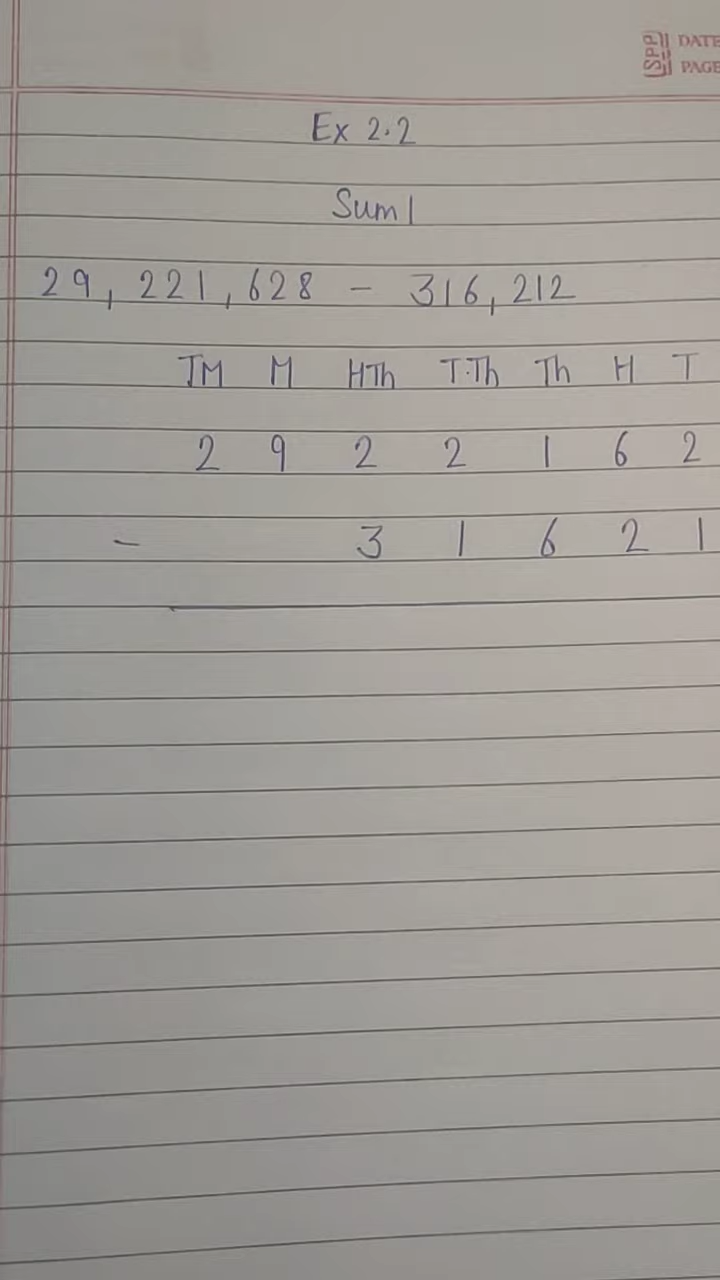 SPP DATE
PAGE
Ex 2.2
Sum 1
29,221,628 - 316,212
TM M HTh T.Th Th H T
2 9 2 2 1 6 2
- 3 1 6 2 1